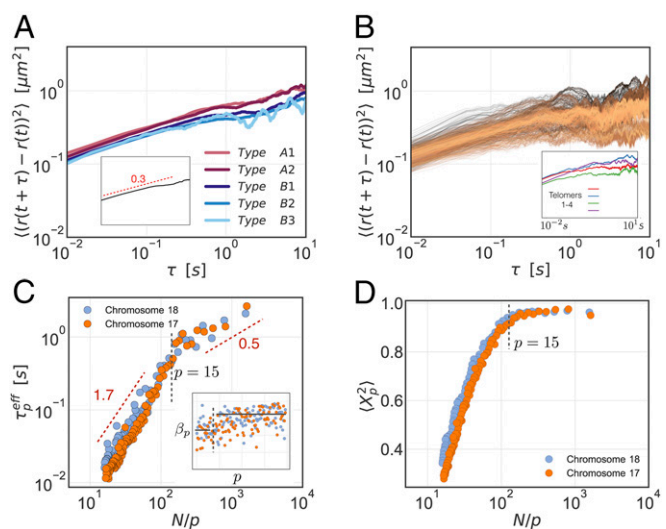 A
⟨(r(t + τ) − r(t))²⟩ [μm²]
10⁰
10⁻¹
10⁻²
0.3
Type A1
Type A2
Type B1
Type B2
Type B3
10⁻² 10⁻¹ 10⁰ 10¹
τ [s]
B
⟨(r(t + τ) − r(t))²⟩ [μm²]
10⁰
10⁻¹
10⁻²
Telomers
1-4
10⁻²s 10¹s
10⁻² 10⁻¹ 10⁰ 10¹
τ [s]
C
τₚᵉᶠᶠ [s]
10⁰
10⁻¹
10⁻²
Chromosome 18
Chromosome 17
0.5
1.7
p = 15
βₚ
p
10¹ 10² 10³ 10⁴
N/p
D
⟨Xₚ²⟩
1.0
0.8
0.6
0.4
p = 15
Chromosome 18
Chromosome 17
10¹ 10² 10³ 10⁴
N/p